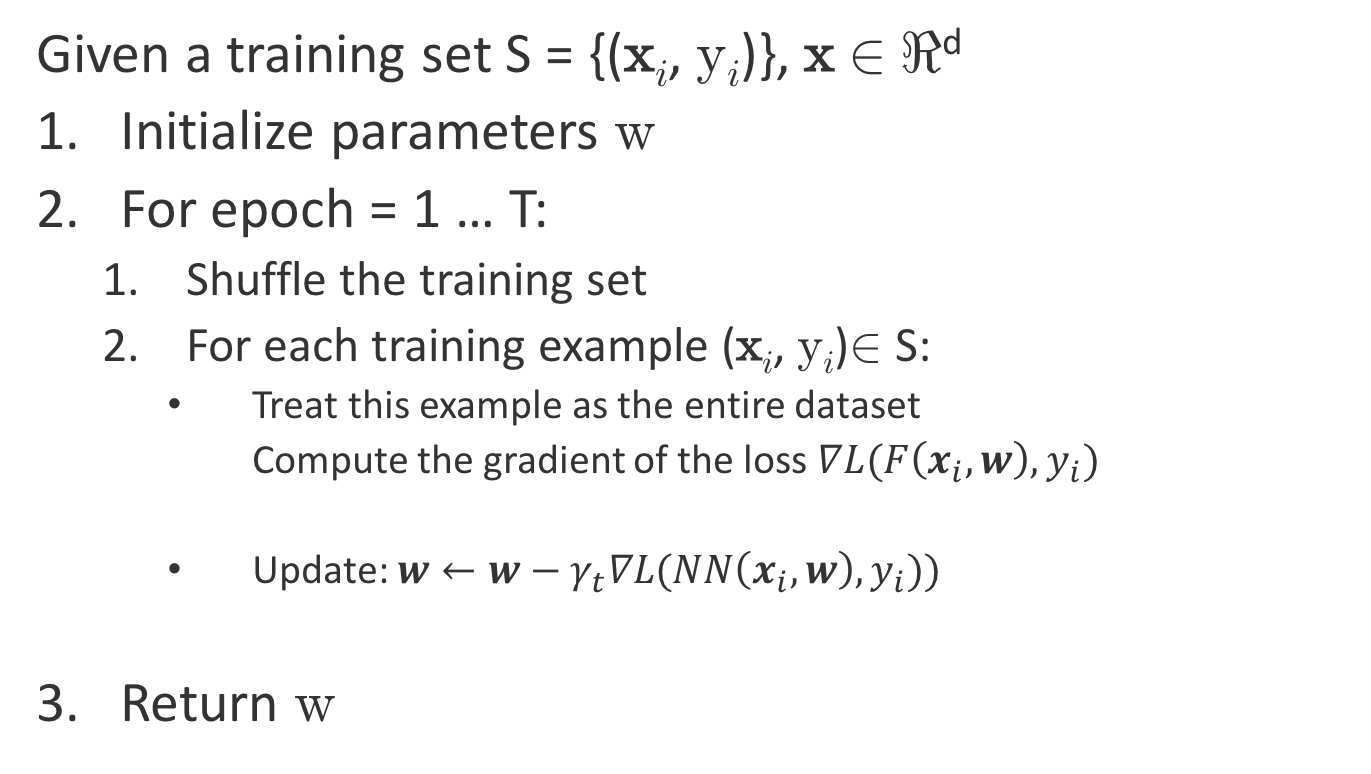 Given a training set S = {(𝐱ᵢ, yᵢ)}, 𝐱 ∈ ℜᵈ
1. Initialize parameters w
2. For epoch = 1 … T:
1. Shuffle the training set
2. For each training example (𝐱ᵢ, yᵢ)∈ S:
• Treat this example as the entire dataset
Compute the gradient of the loss ∇L(F(𝒙ᵢ, 𝒘), yᵢ)
• Update: 𝒘 ← 𝒘 − γₜ∇L(NN(𝒙ᵢ, 𝒘), yᵢ))
3. Return w